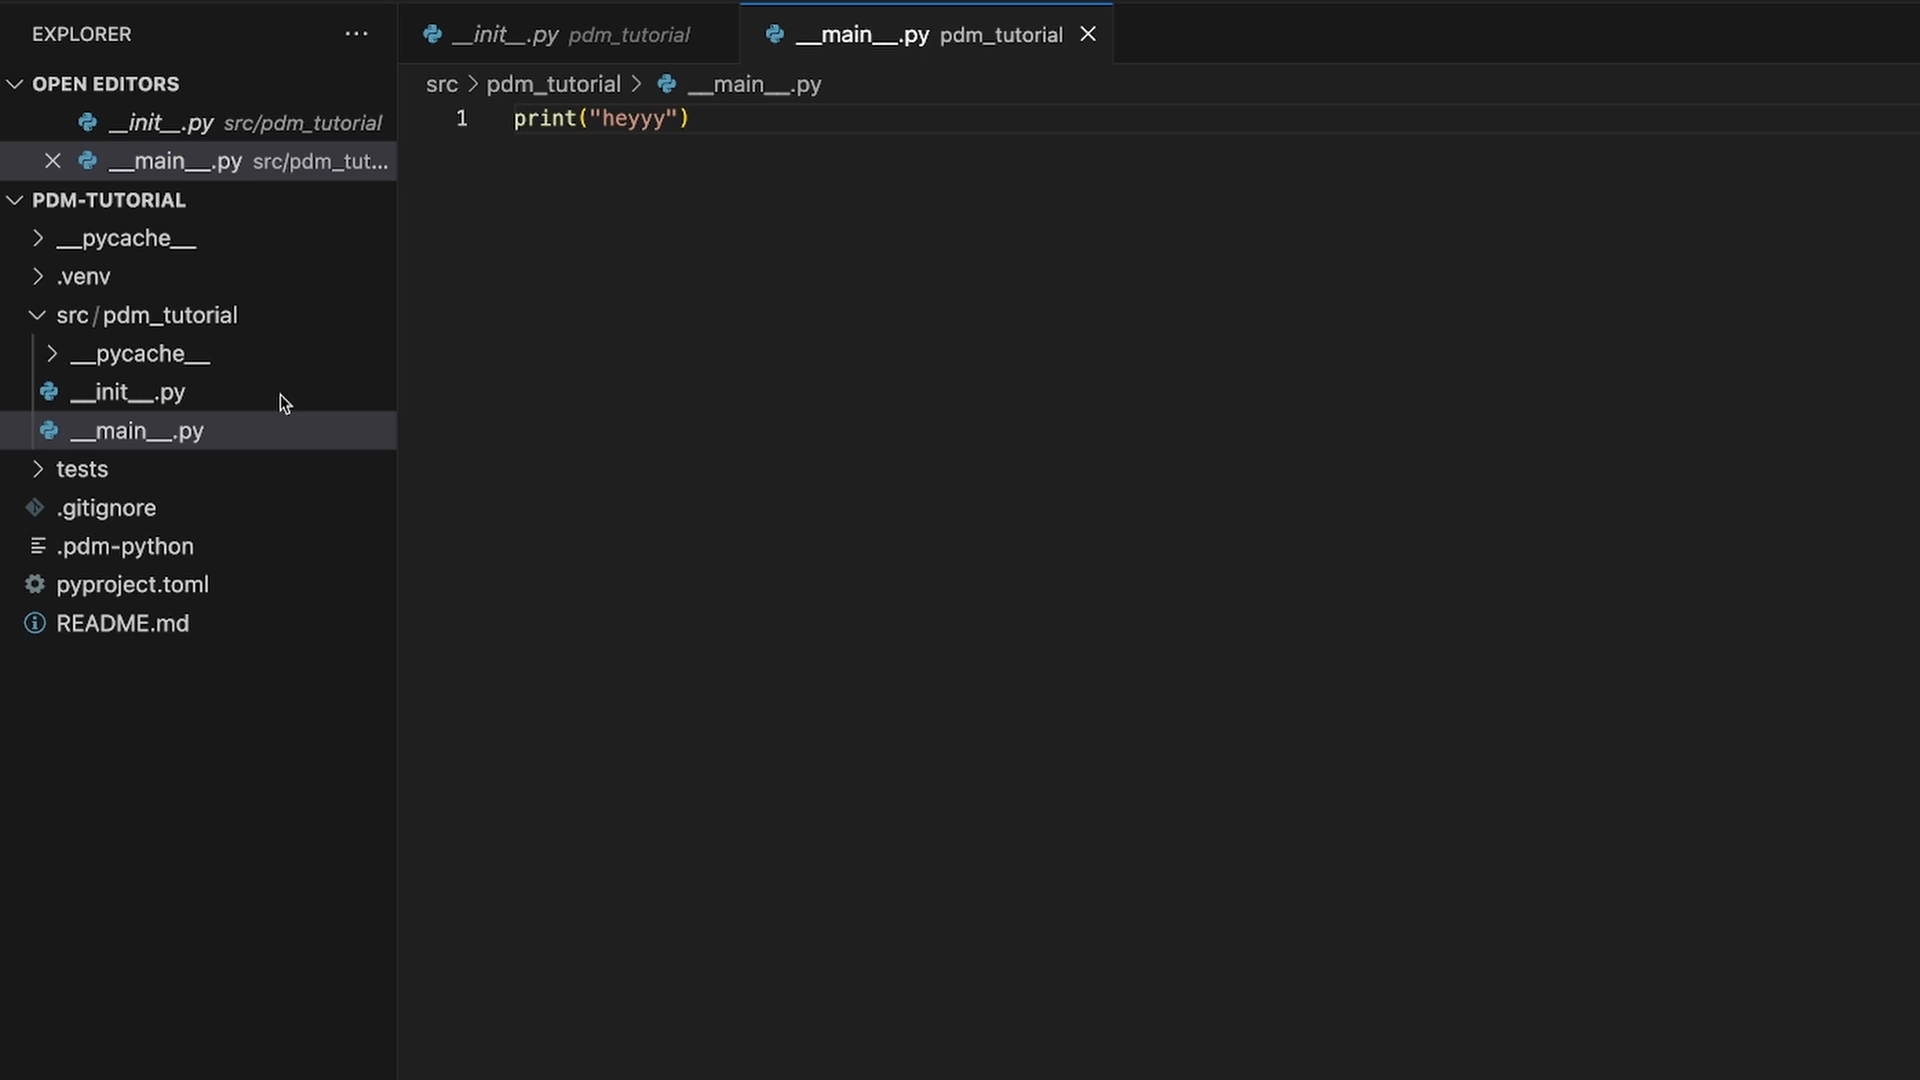 EXPLORER
OPEN EDITORS
__init__.py src/pdm_tutorial
__main__.py src/pdm_tut...
PDM-TUTORIAL
__pycache__
.venv
src/pdm_tutorial
__pycache__
__init__.py
__main__.py
tests
.gitignore
.pdm-python
pyproject.toml
README.md
__init__.py pdm_tutorial
__main__.py pdm_tutorial
src > pdm_tutorial > __main__.py
1 print("heyyy")